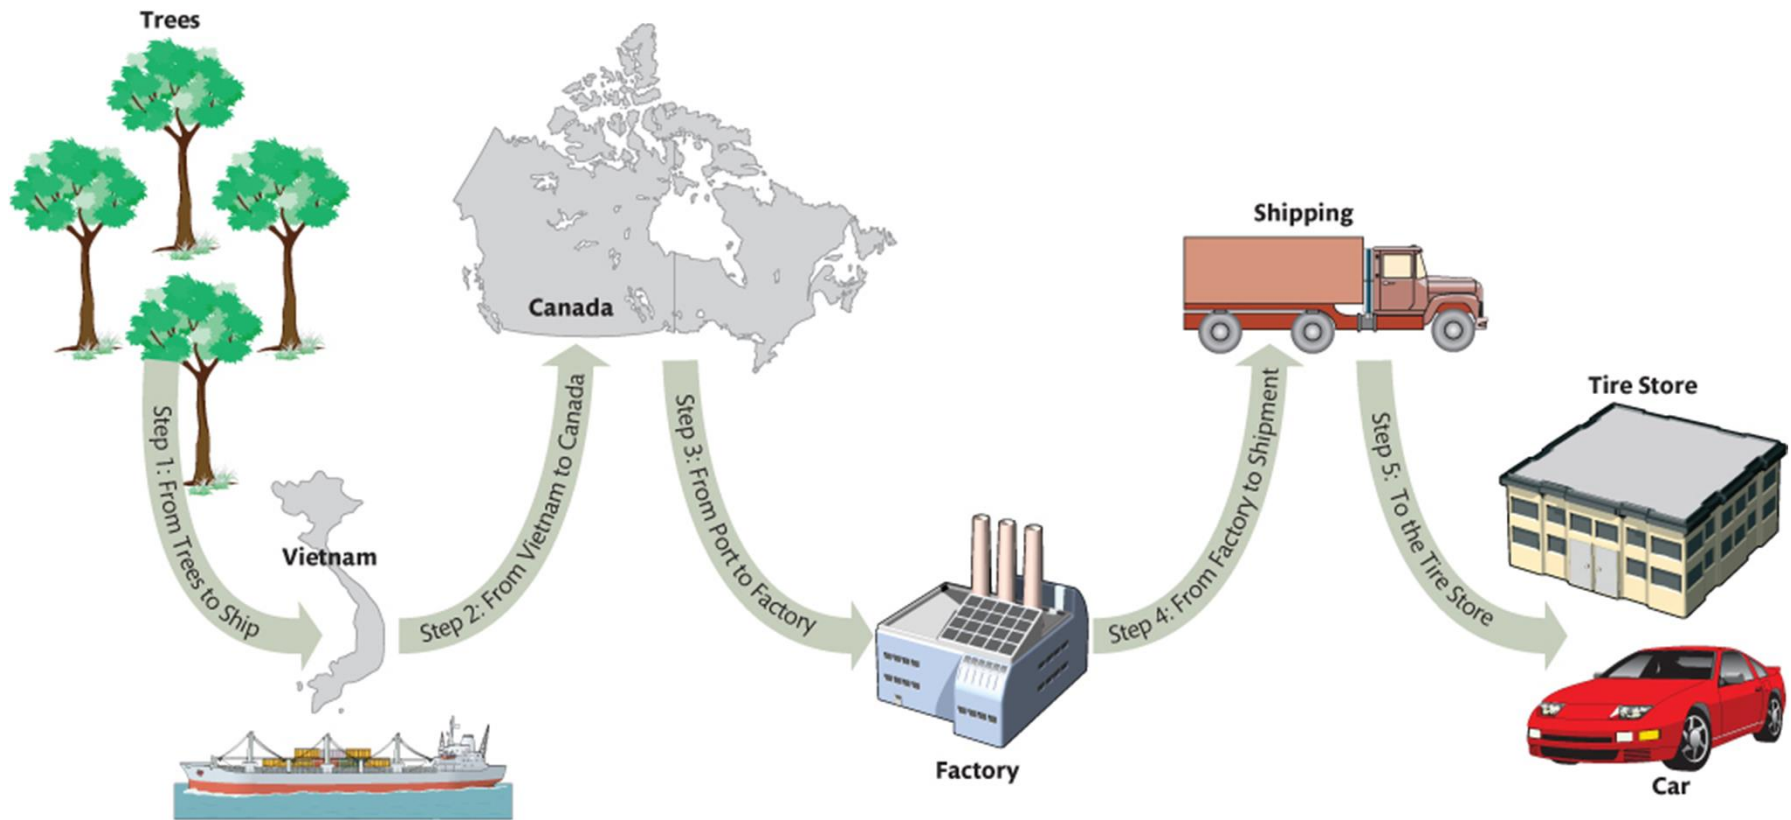 Trees
Step 1: From Trees to Ship
Vietnam
Step 2: From Vietnam to Canada
Canada
Step 3: From Port to Factory
Factory
Step 4: From Factory to Shipment
Shipping
Step 5: To the Tire Store
Tire Store
Car